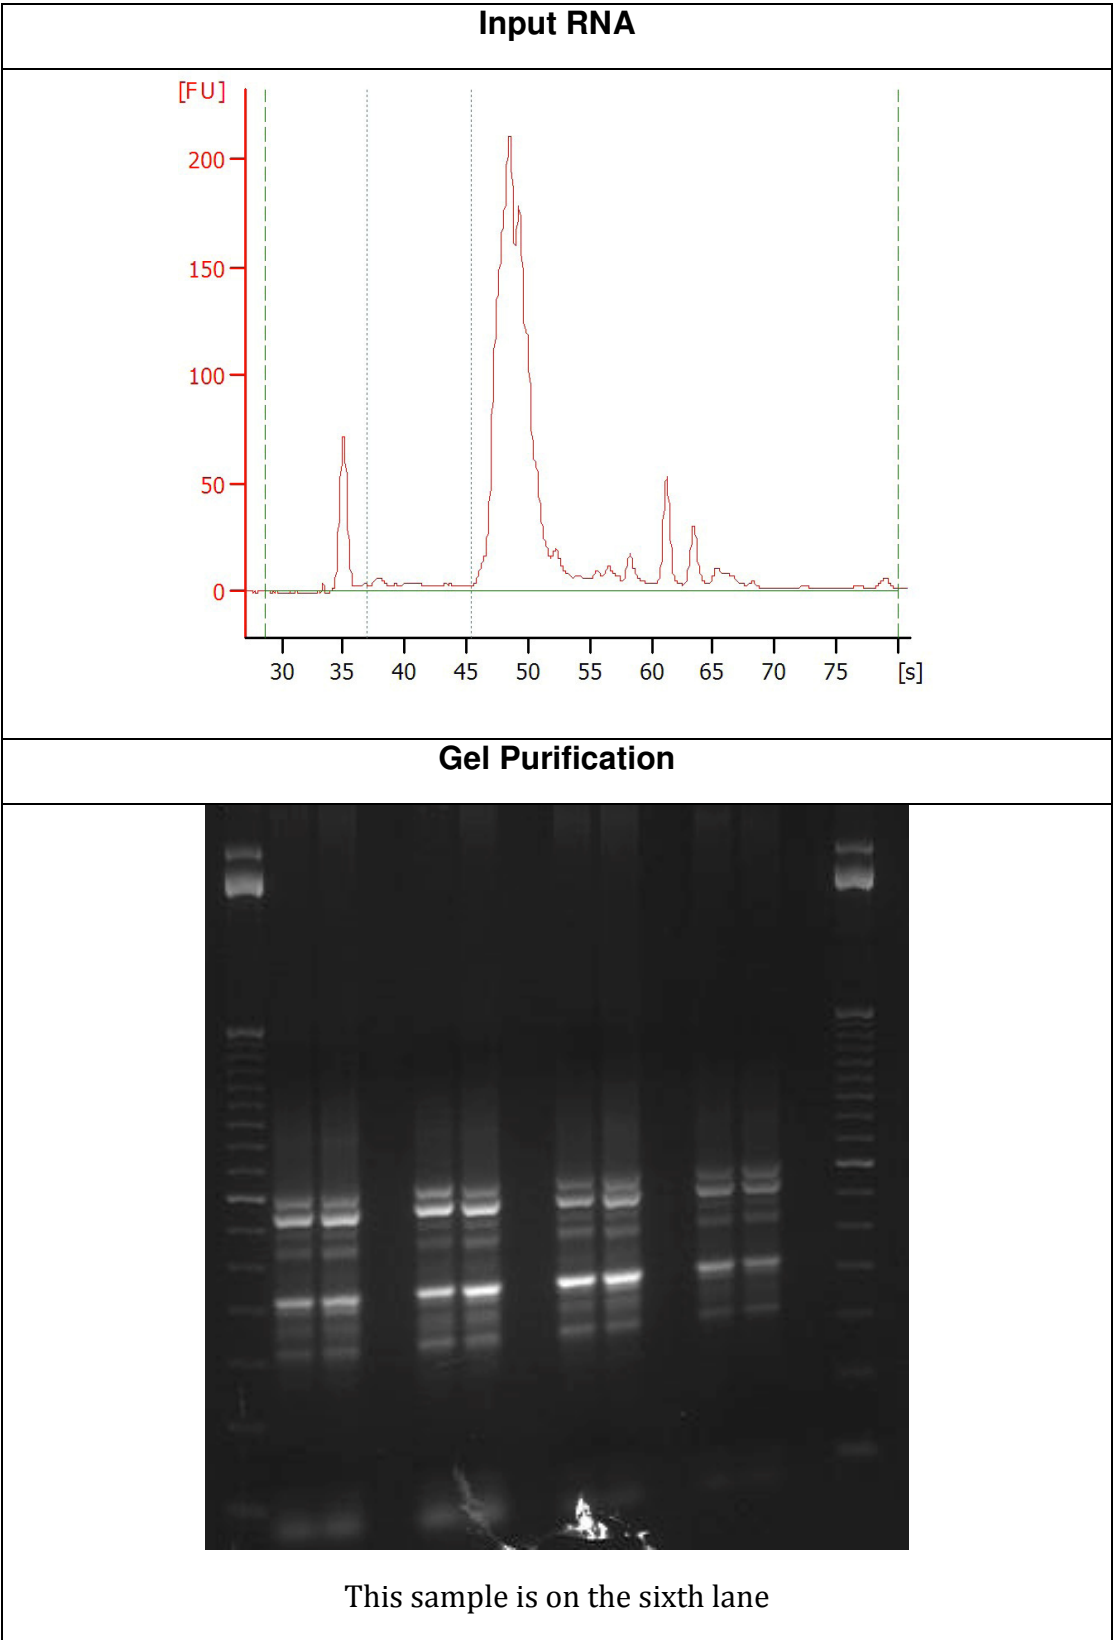 Input RNA
[FU]
200
150
100
50
0
30 35 40 45 50 55 60 65 70 75 [s]
Gel Purification
This sample is on the sixth lane